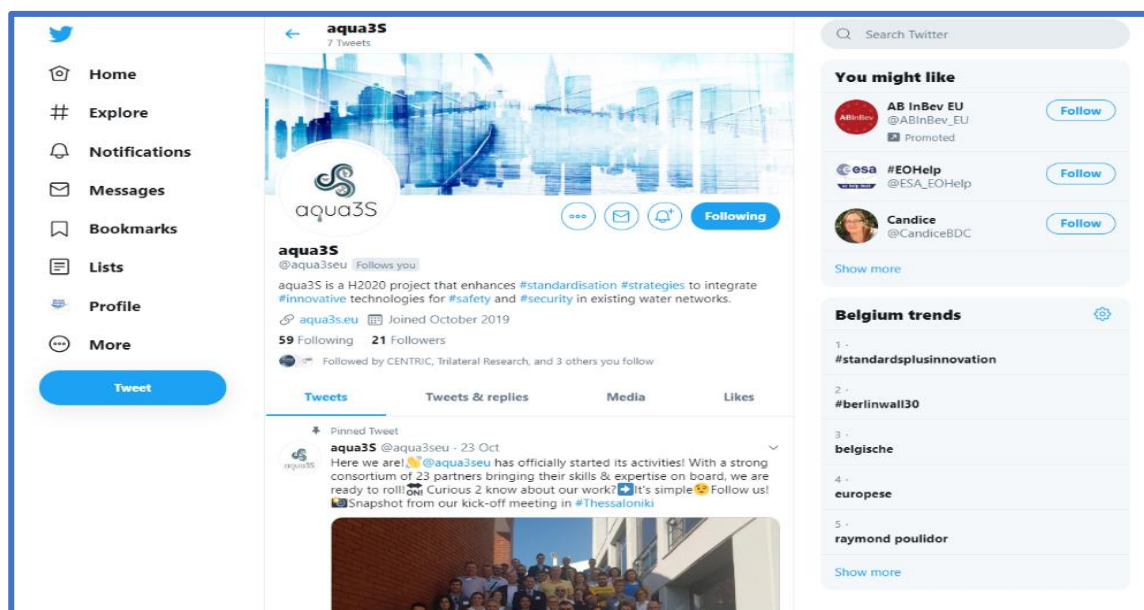 Home
Explore
Notifications
Messages
Bookmarks
Lists
Profile
More
Tweet
aqua3S
7 Tweets
aqua3S
Following
aqua3S
@aqua3seu Follows you
aqua3S is a H2020 project that enhances #standardisation #strategies to integrate
#innovative technologies for #safety and #security in existing water networks.
aqua3s.eu Joined October 2019
59 Following 21 Followers
Followed by CENTRIC, Trilateral Research, and 3 others you follow
Tweets Tweets & replies Media Likes
Pinned Tweet
aqua3S @aqua3seu · 23 Oct
Here we are!👋@aqua3seu has officially started its activities! With a strong
consortium of 23 partners bringing their skills & expertise on board, we are
ready to roll!🔛 Curious 2 know about our work?➡️It's simple😉Follow us!
📸Snapshot from our kick-off meeting in #Thessaloniki
aqua3S
Search Twitter
You might like
ABInBev
AB InBev EU
@ABInBev_EU
Promoted
Follow
esa
#EOHelp
@ESA_EOHelp
Follow
Candice
@CandiceBDC
Follow
Show more
Belgium trends
1 ·
#standardsplusinnovation
2 ·
#berlinwall30
3 ·
belgische
4 ·
europese
5 ·
raymond poulidor
Show more